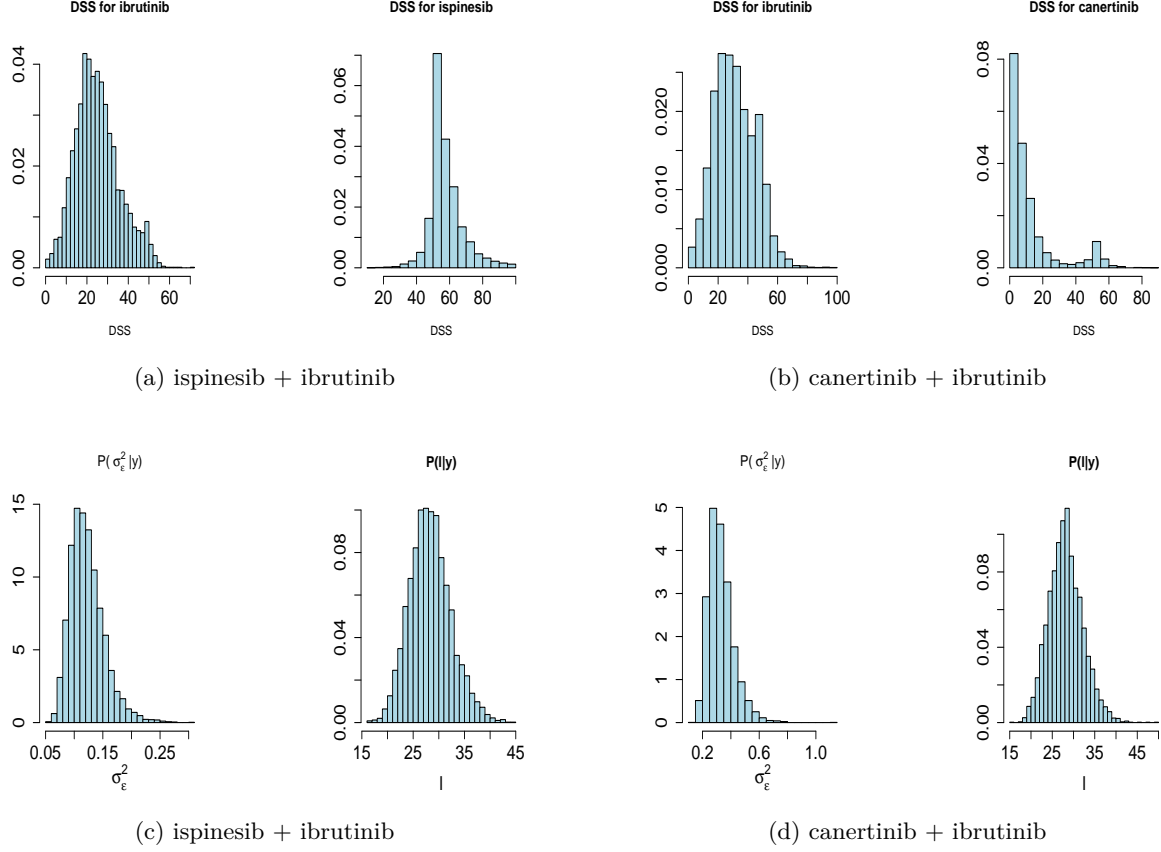 DSS for ibrutinib
0.00 0.02 0.04
0 20 40 60
DSS
DSS for ispinesib
0.00 0.02 0.04 0.06
20 40 60 80
DSS
(a) ispinesib + ibrutinib
DSS for ibrutinib
0.000 0.010 0.020
0 20 60 100
DSS
DSS for canertinib
0.00 0.04 0.08
0 20 40 60 80
DSS
(b) canertinib + ibrutinib
P( σ²ε |y)
0 5 10 15
0.05 0.15 0.25
σ²ε
P(l|y)
0.00 0.04 0.08
15 25 35 45
l
(c) ispinesib + ibrutinib
P( σ²ε |y)
0 1 2 3 4 5
0.2 0.6 1.0
σ²ε
P(l|y)
0.00 0.04 0.08
15 25 35 45
l
(d) canertinib + ibrutinib